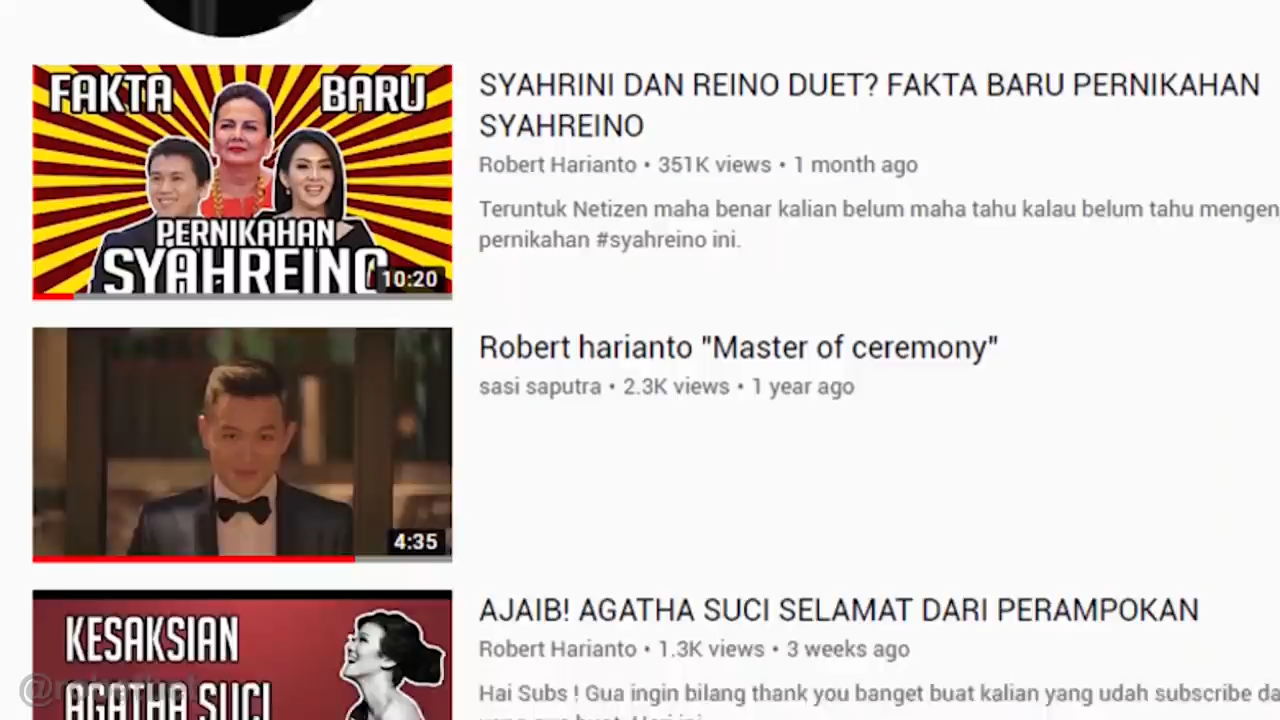 FAKTA BARU
PERNIKAHAN
SYAHREINO
10:20
SYAHRINI DAN REINO DUET? FAKTA BARU PERNIKAHAN
SYAHREINO
Robert Harianto • 351K views • 1 month ago
Teruntuk Netizen maha benar kalian belum maha tahu kalau belum tahu mengen
pernikahan #syahreino ini.
4:35
Robert harianto "Master of ceremony"
sasi saputra • 2.3K views • 1 year ago
KESAKSIAN
AGATHA SUCI
AJAIB! AGATHA SUCI SELAMAT DARI PERAMPOKAN
Robert Harianto • 1.3K views • 3 weeks ago
Hai Subs ! Gua ingin bilang thank you banget buat kalian yang udah subscribe da